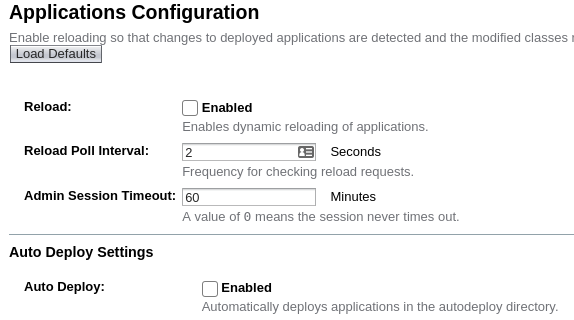 Applications Configuration
Enable reloading so that changes to deployed applications are detected and the modified classes
Load Defaults
Reload: Enabled
Enables dynamic reloading of applications.
Reload Poll Interval: 2 Seconds
Frequency for checking reload requests.
Admin Session Timeout: 60 Minutes
A value of 0 means the session never times out.
Auto Deploy Settings
Auto Deploy: Enabled
Automatically deploys applications in the autodeploy directory.